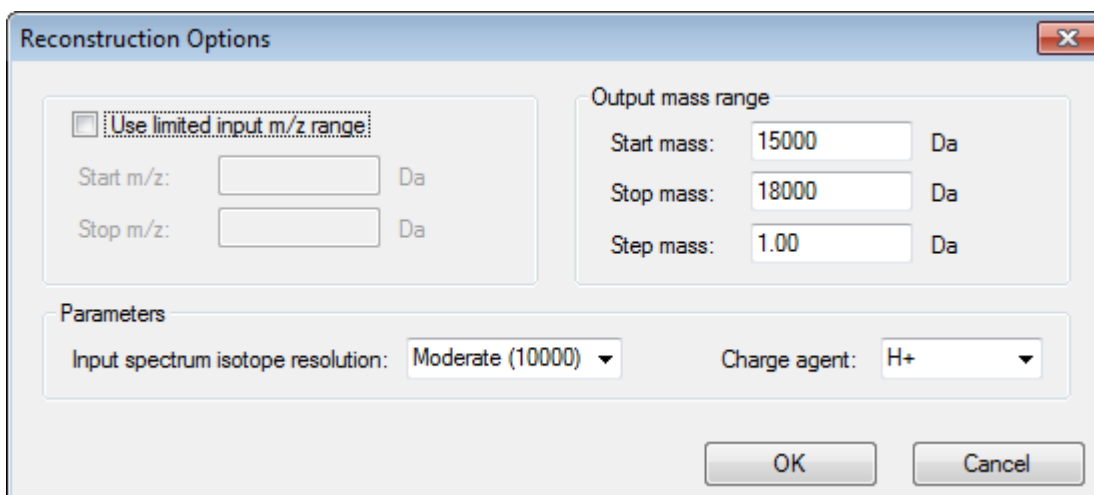 Reconstruction Options
Use limited input m/z range
Start m/z: Da
Stop m/z: Da
Output mass range
Start mass: 15000 Da
Stop mass: 18000 Da
Step mass: 1.00 Da
Parameters
Input spectrum isotope resolution: Moderate (10000) Charge agent: H+
OK Cancel